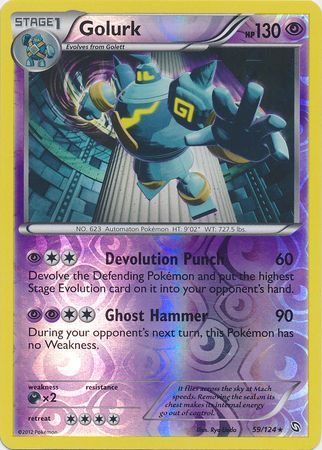 STAGE1 Golurk HP130
Evolves from Golett
NO. 623 Automaton Pokémon HT: 9'02" WT: 727.5 lbs.
Devolution Punch 60
Devolve the Defending Pokémon and put the highest
Stage Evolution card on it into your opponent's hand.
Ghost Hammer 90
During your opponent's next turn, this Pokémon has
no Weakness.
weakness resistance
×2
retreat
It flies across the sky at Mach
speeds. Removing the seal on its
chest makes its internal energy
go out of control.
©2012 Pokémon
Illus. Ryo Ueda
59/124